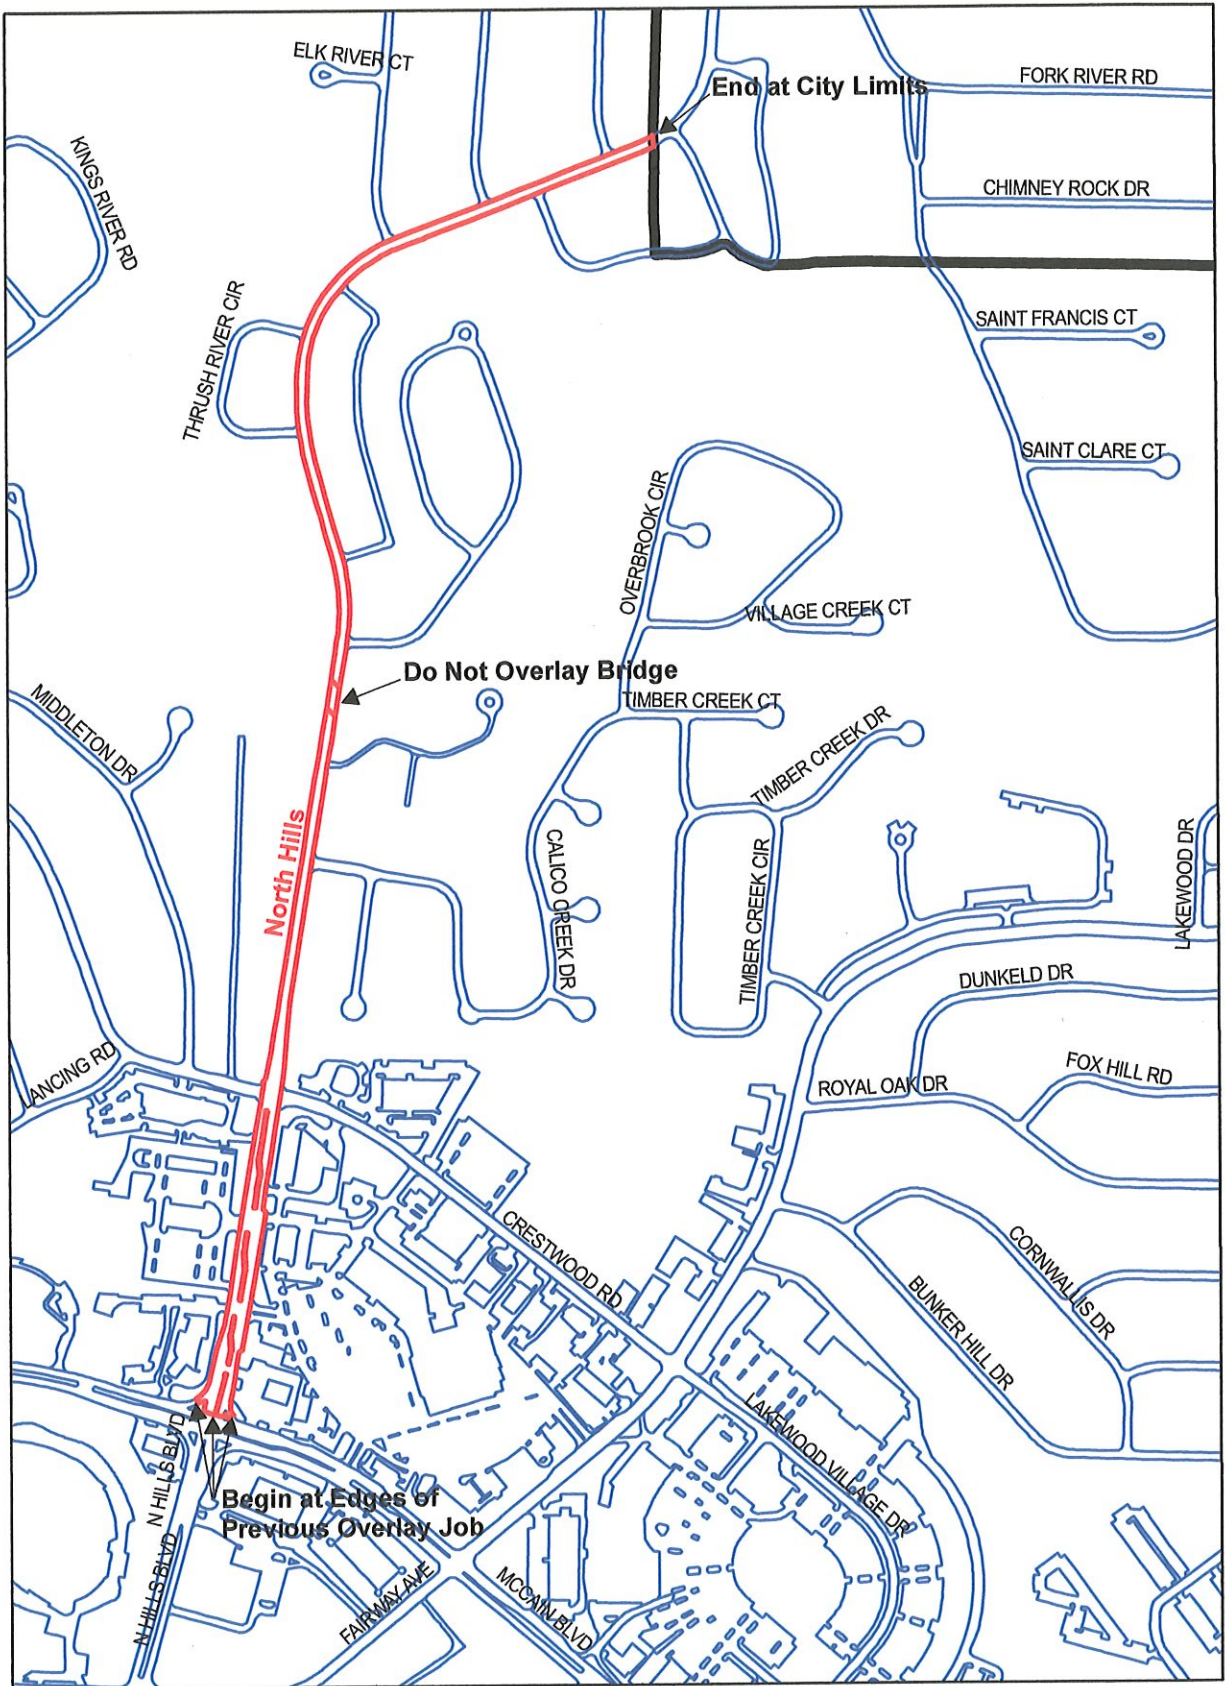 ELK RIVER CT
End at City Limits
FORK RIVER RD
KINGS RIVER RD
CHIMNEY ROCK DR
THRUSH RIVER CIR
SAINT FRANCIS CT
SAINT CLARE CT
OVERBROOK CIR
VILLAGE CREEK CT
Do Not Overlay Bridge
MIDDLETON DR
TIMBER CREEK CT
TIMBER CREEK DR
North Hills
CALICO CREEK DR
TIMBER CREEK CIR
LAKEWOOD DR
DUNKELD DR
LANCING RD
ROYAL OAK DR
FOX HILL RD
CRESTWOOD RD
CORNWALLIS DR
BUNKER HILL DR
LAKEWOOD VILLAGE DR
N HILLS BLVD
Begin at Edges of
Previous Overlay Job
N HILLS BLVD
FAIRWAY AVE
MCCAIN BLVD